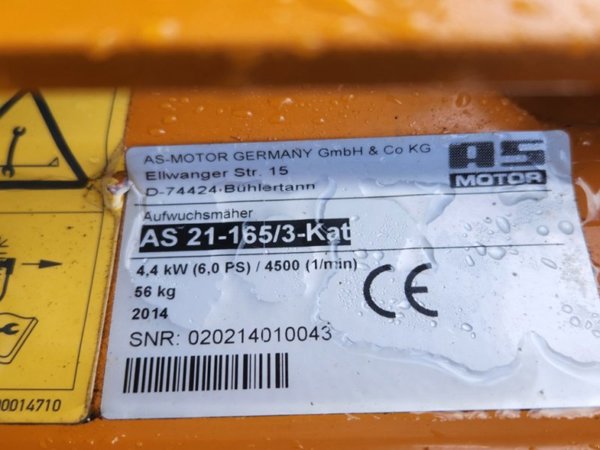 AS-MOTOR GERMANY GmbH & Co KG
Ellwanger Str. 15
D-74424 Bühlertann
AS
MOTOR
Aufwuchsmäher
AS 21-165/3-Kat
4,4 kW (6,0 PS) / 4500 (1/min)
56 kg
2014
CE
SNR: 020214010043
0014710